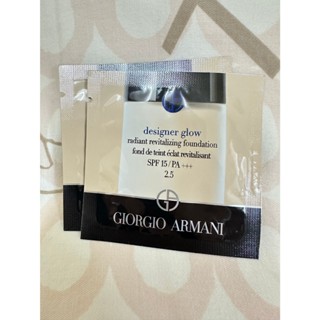 designer glow
radiant revitalizing foundation
fond de teint éclat revitalisant
SPF 15/PA +++
2.5
GIORGIO ARMANI